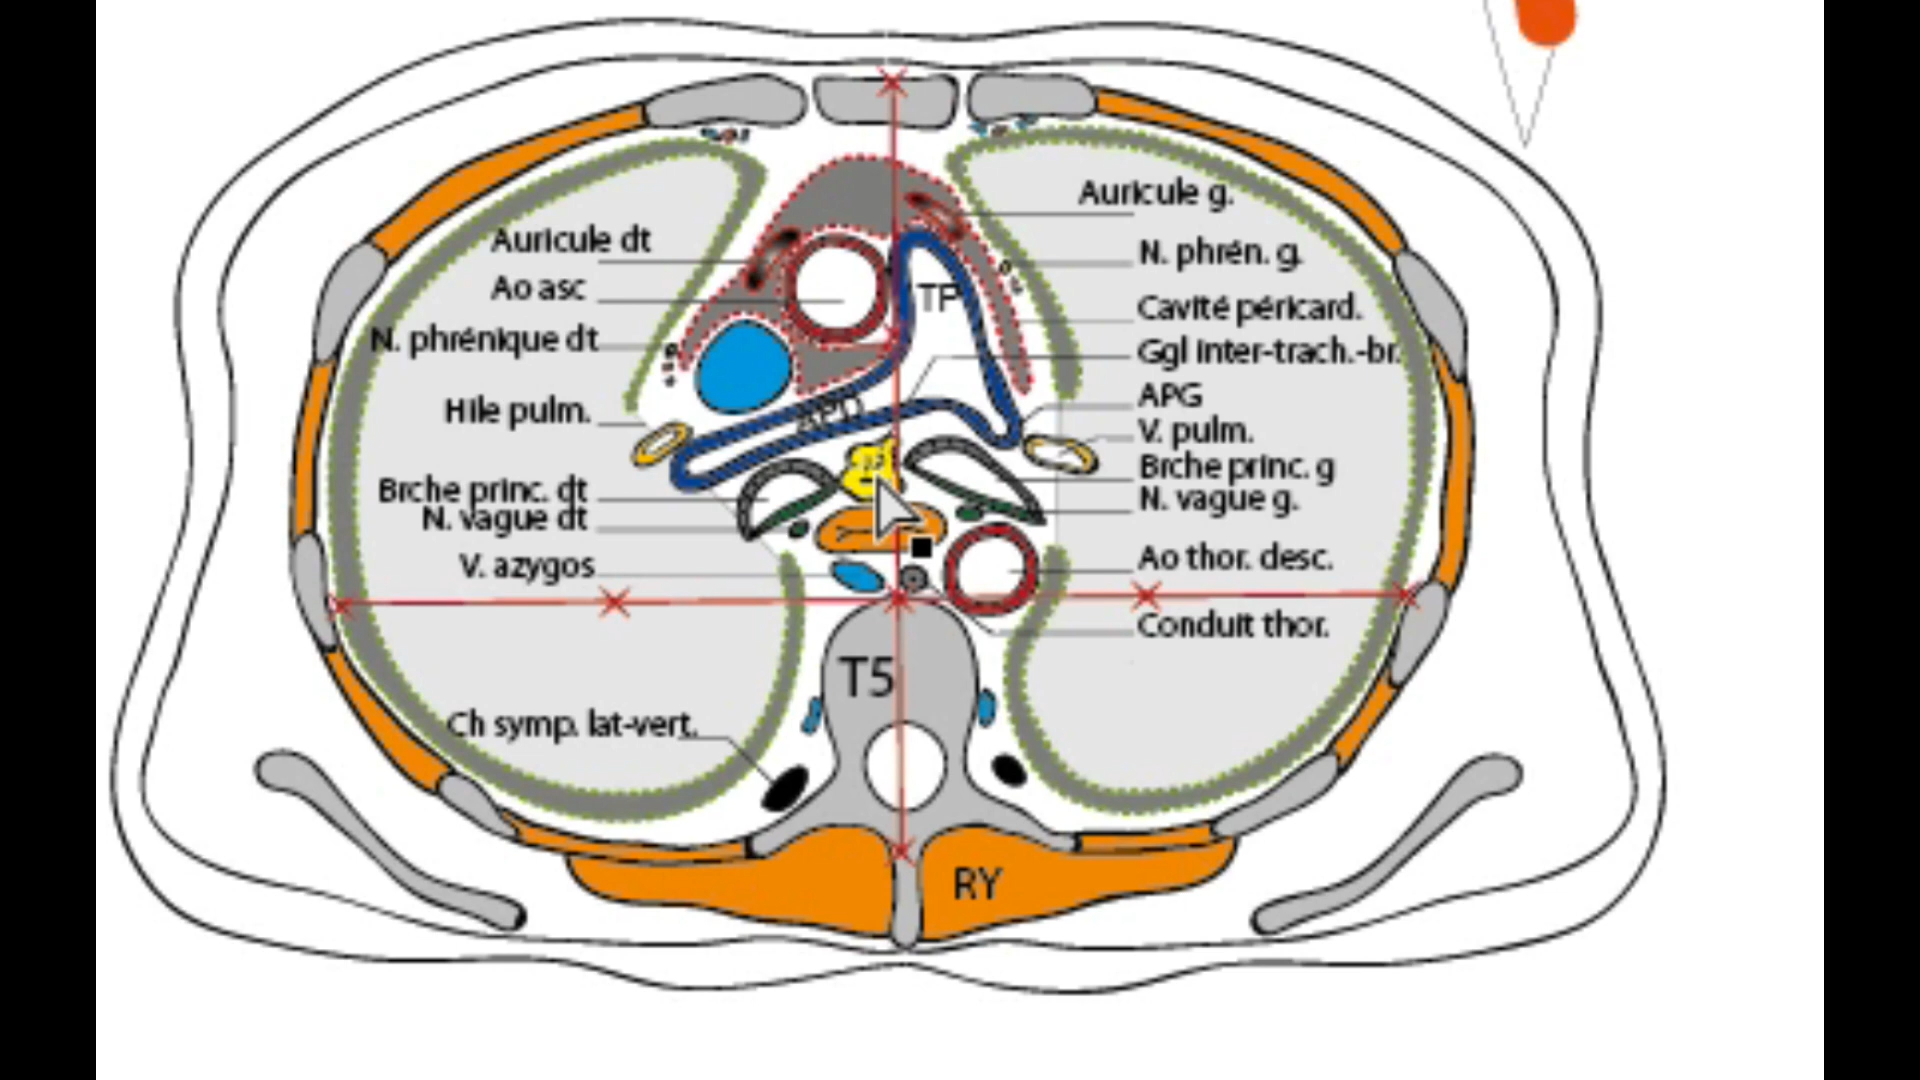 Auricule dt
Ao asc
N. phrénique dt
Hile pulm.
Brche princ. dt
N. vague dt
V. azygos
Ch symp. lat-vert.
TP
APD
T5
RY
Auricule g.
N. phrén. g.
Cavité péricard.
Ggl inter-trach.-br.
APG
V. pulm.
Brche princ. g
N. vague g.
Ao thor. desc.
Conduit thor.